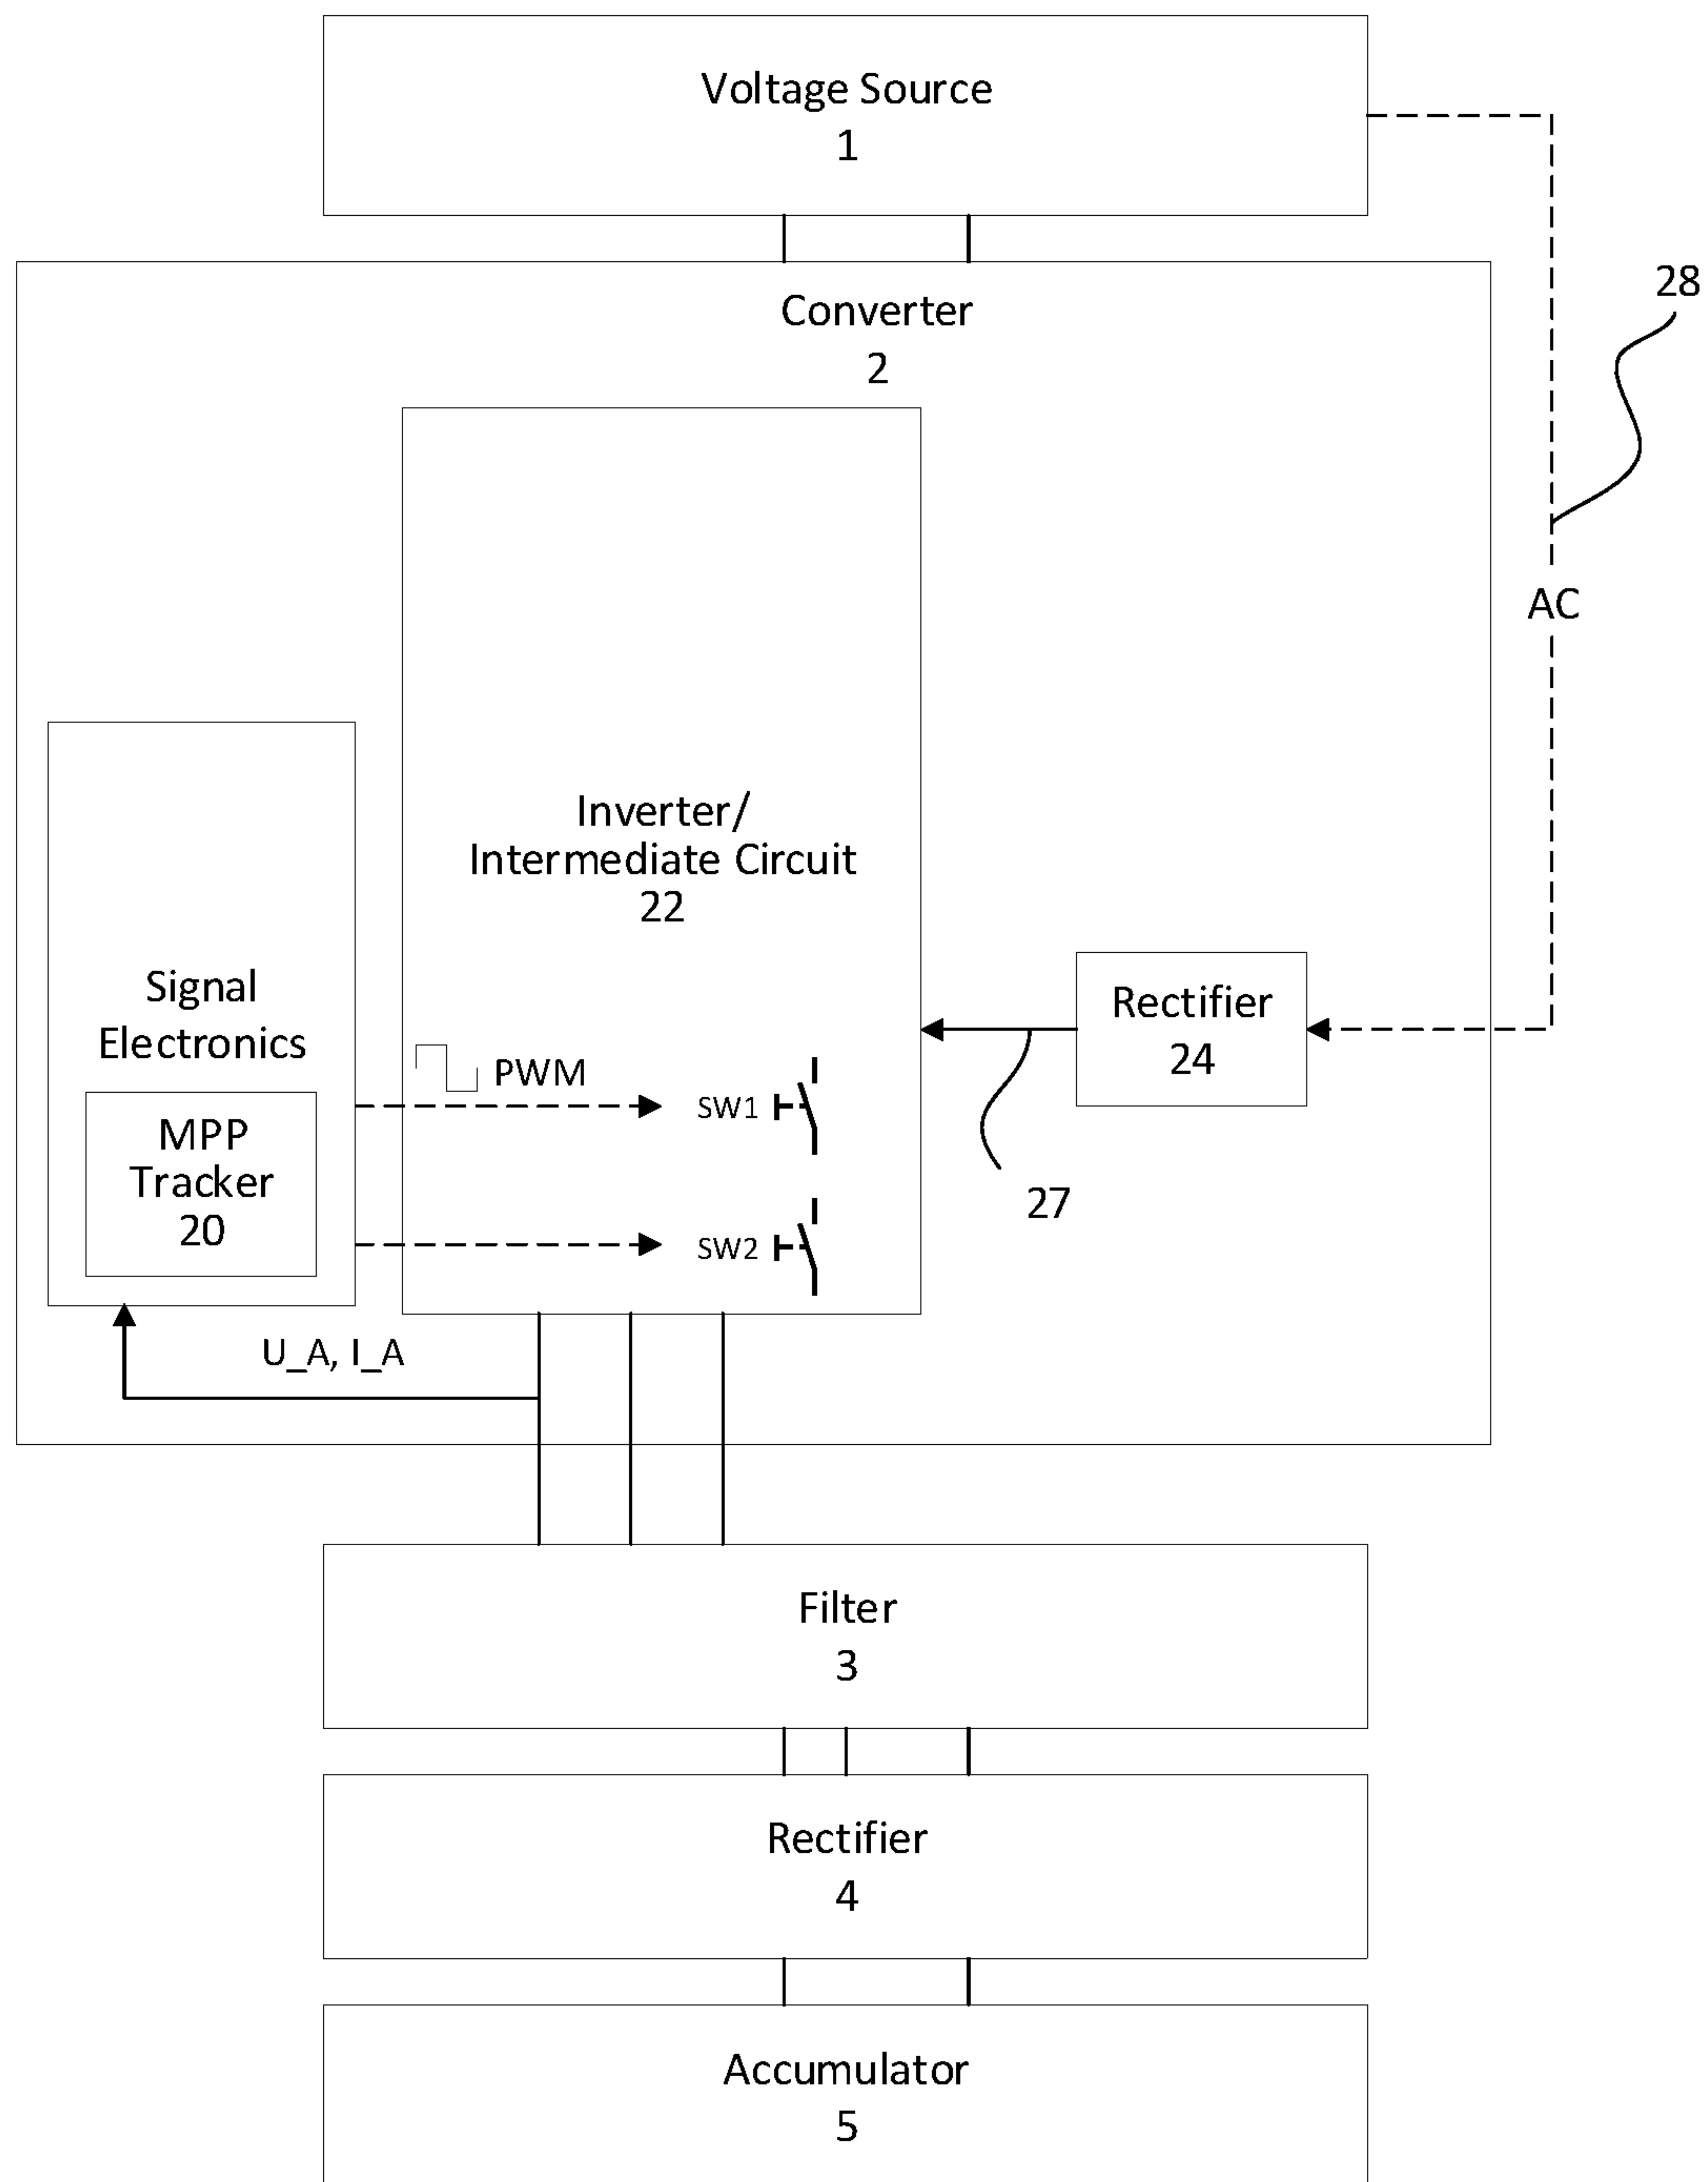 Voltage Source
1
Converter
2
28
AC
Inverter/
Intermediate Circuit
22
Signal
Electronics
Rectifier
24
PWM
SW1
MPP
Tracker
20
27
SW2
U_A, I_A
Filter
3
Rectifier
4
Accumulator
5